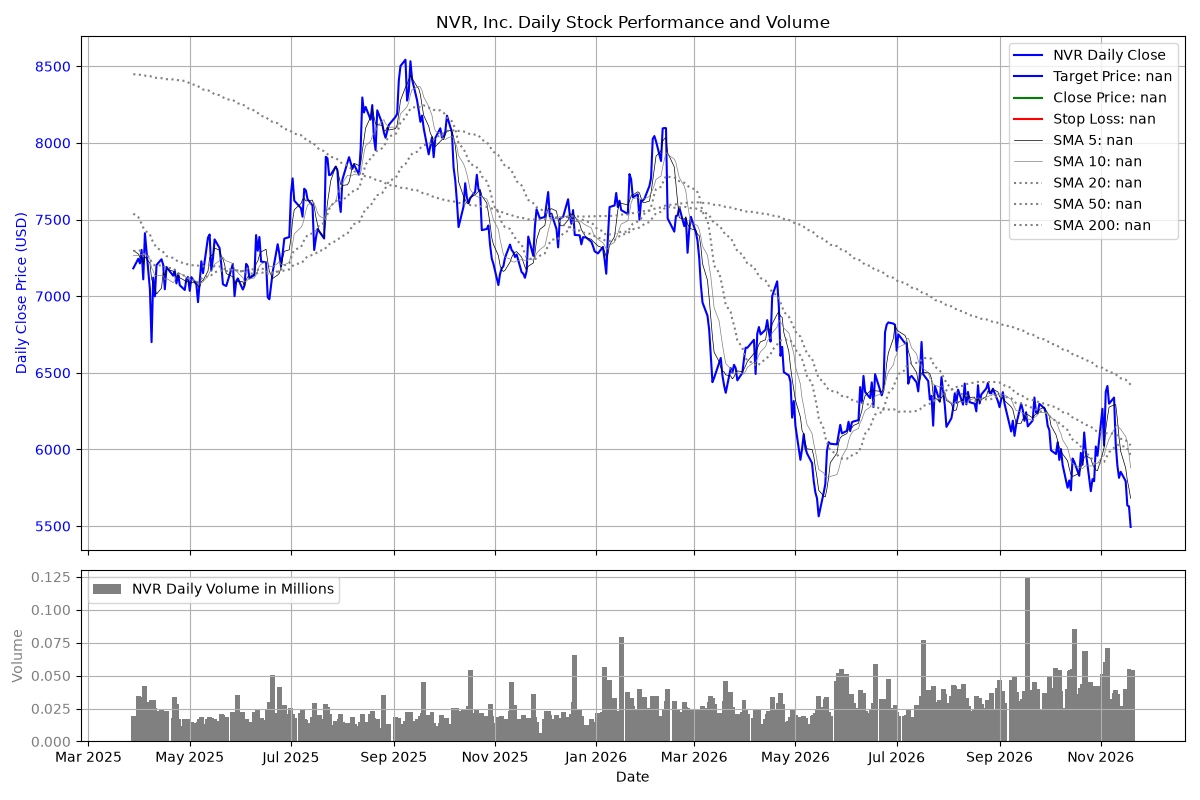 NVR, Inc. Daily Stock Performance and Volume
Daily Close Price (USD)
8500
8000
7500
7000
6500
6000
5500
NVR Daily Close
Target Price: nan
Close Price: nan
Stop Loss: nan
SMA 5: nan
SMA 10: nan
SMA 20: nan
SMA 50: nan
SMA 200: nan
Volume
0.125
0.100
0.075
0.050
0.025
0.000
NVR Daily Volume in Millions
Mar 2025 May 2025 Jul 2025 Sep 2025 Nov 2025 Jan 2026 Mar 2026 May 2026 Jul 2026 Sep 2026 Nov 2026
Date